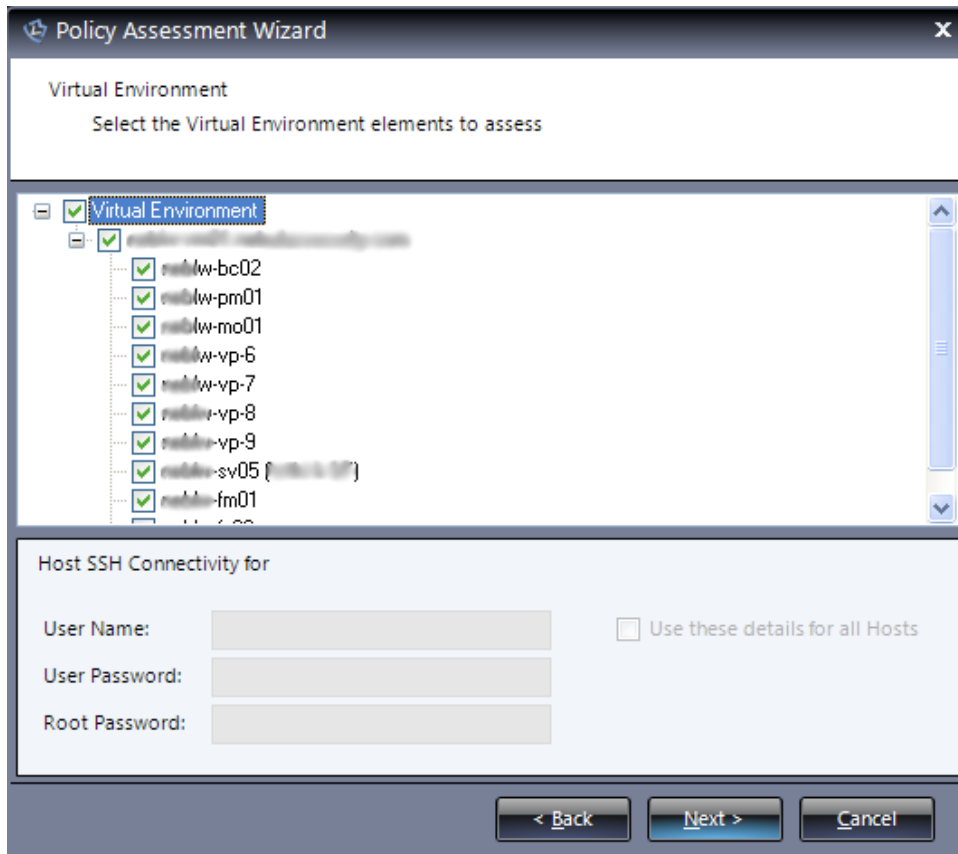 Policy Assessment Wizard
Virtual Environment
Select the Virtual Environment elements to assess
Virtual Environment
lw-bc02
lw-pm01
lw-mo01
w-vp-6
w-vp-7
-vp-8
-vp-9
-sv05 ( )
-fm01
Host SSH Connectivity for
User Name:
Use these details for all Hosts
User Password:
Root Password:
< Back
Next >
Cancel